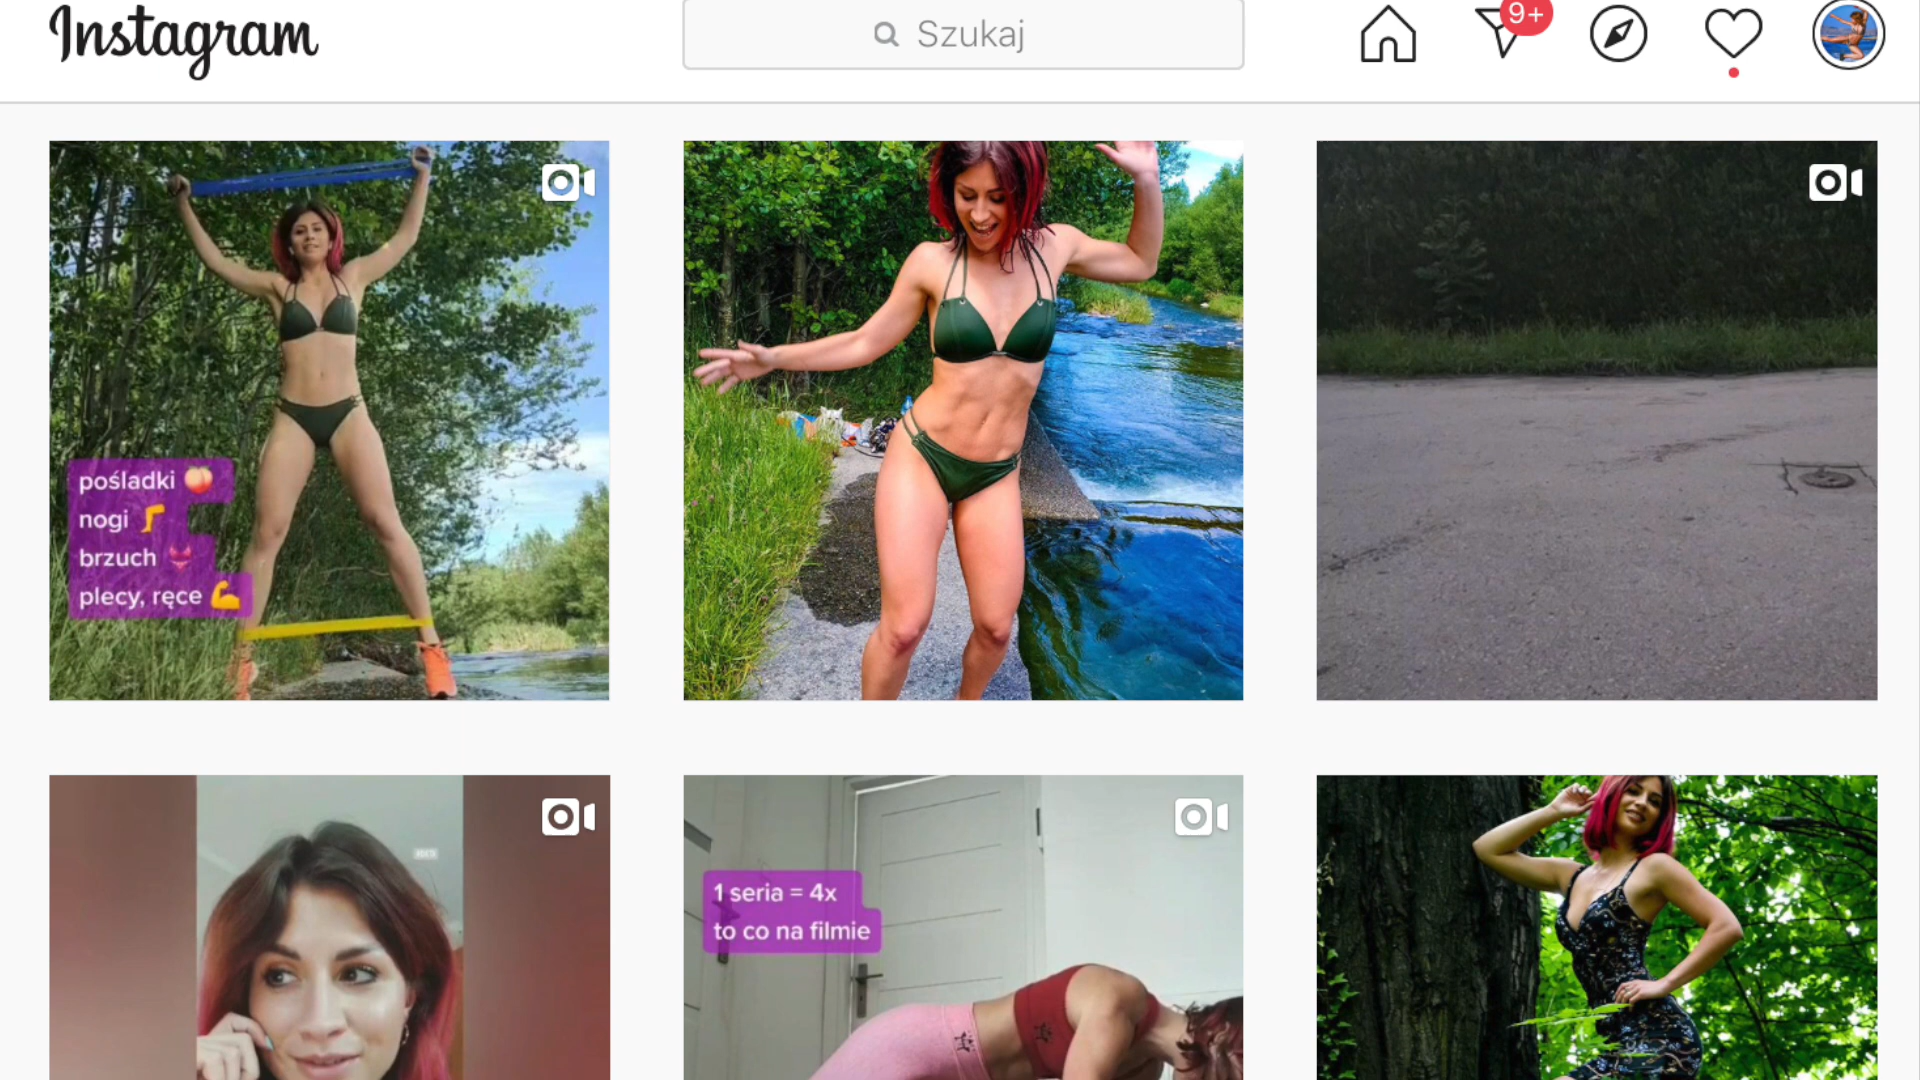 Instagram
Szukaj
9+
pośladki 🍑
nogi 🦵
brzuch 👙
plecy, ręce 💪
1 seria = 4x
to co na filmie